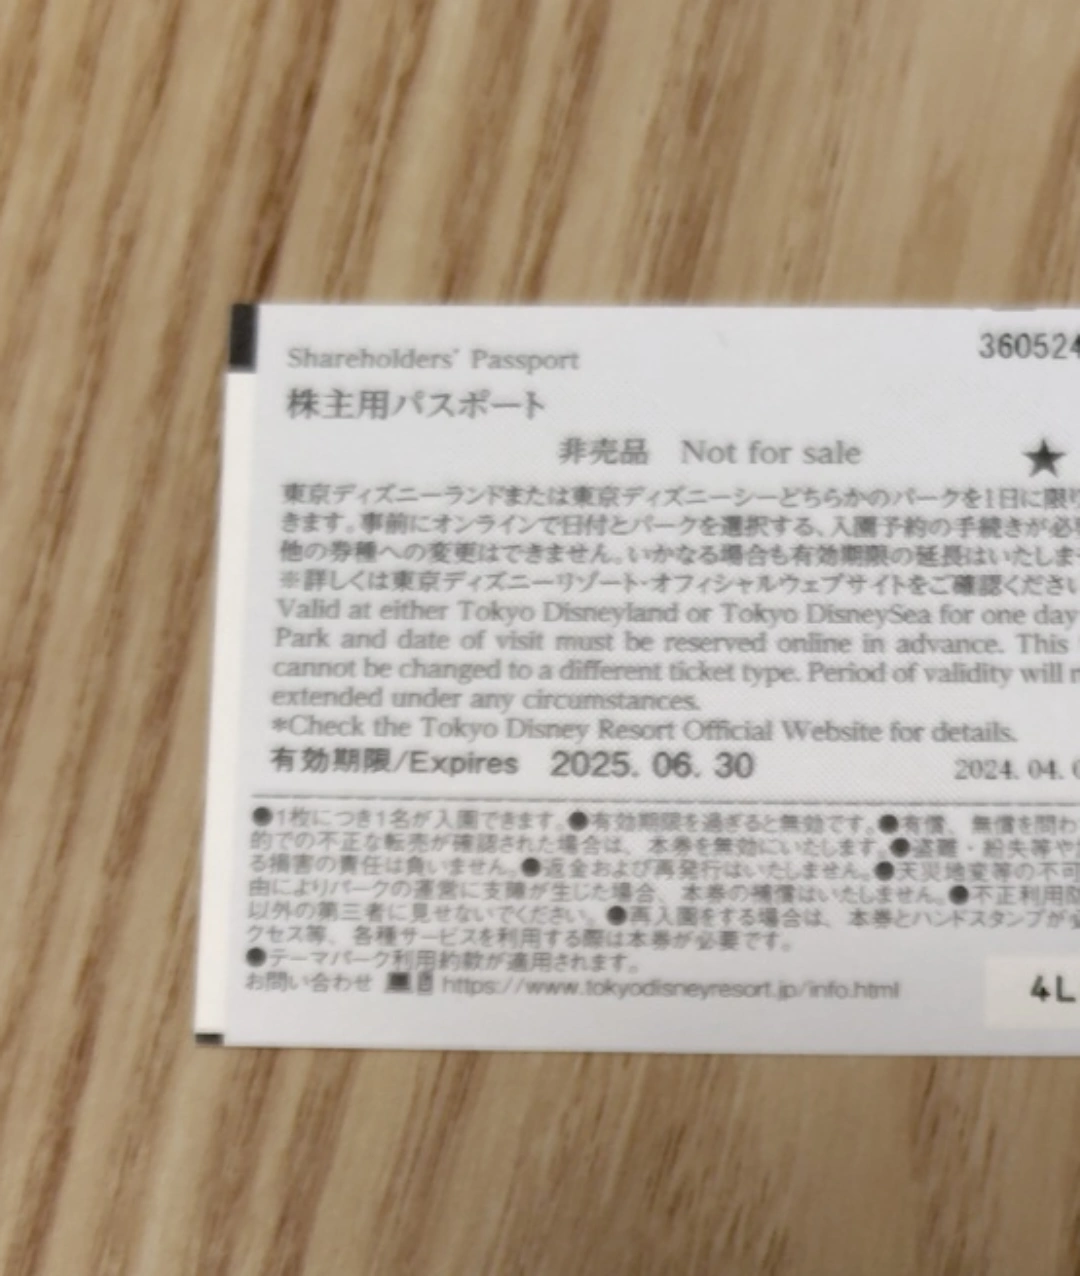 Shareholders' Passport
360524
株主用パスポート
非売品 Not for sale ★
東京ディズニーランドまたは東京ディズニーシーどちらかのパークを1日に限り
きます。事前にオンラインで日付とパークを選択する、入園予約の手続きが必
他の券種への変更はできません。いかなる場合も有効期限の延長はいたしま
※詳しくは東京ディズニーリゾート・オフィシャルウェブサイトをご確認ください
Valid at either Tokyo Disneyland or Tokyo DisneySea for one day
Park and date of visit must be reserved online in advance. This
cannot be changed to a different ticket type. Period of validity will
extended under any circumstances.
*Check the Tokyo Disney Resort Official Website for details.
有効期限/Expires 2025. 06. 30
2024. 04.
●1枚につき1名が入園できます。●有効期限を過ぎると無効です。●有償、無償を問わ
的での不正な転売が確認された場合は、本券を無効にいたします。●盗難・紛失等や
る損害の責任は負いません。●返金および再発行はいたしません。●天災地変等の不可
由によりパークの運営に支障が生じた場合、本券の補償はいたしません。●不正利用防
以外の第三者に見せないでください。●再入園をする場合は、本券とハンドスタンプが必
クセス等、各種サービスを利用する際は本券が必要です。
●テーマパーク利用約款が適用されます。
お問い合わせ https://www.tokyodisneyresort.jp/info.html
4L